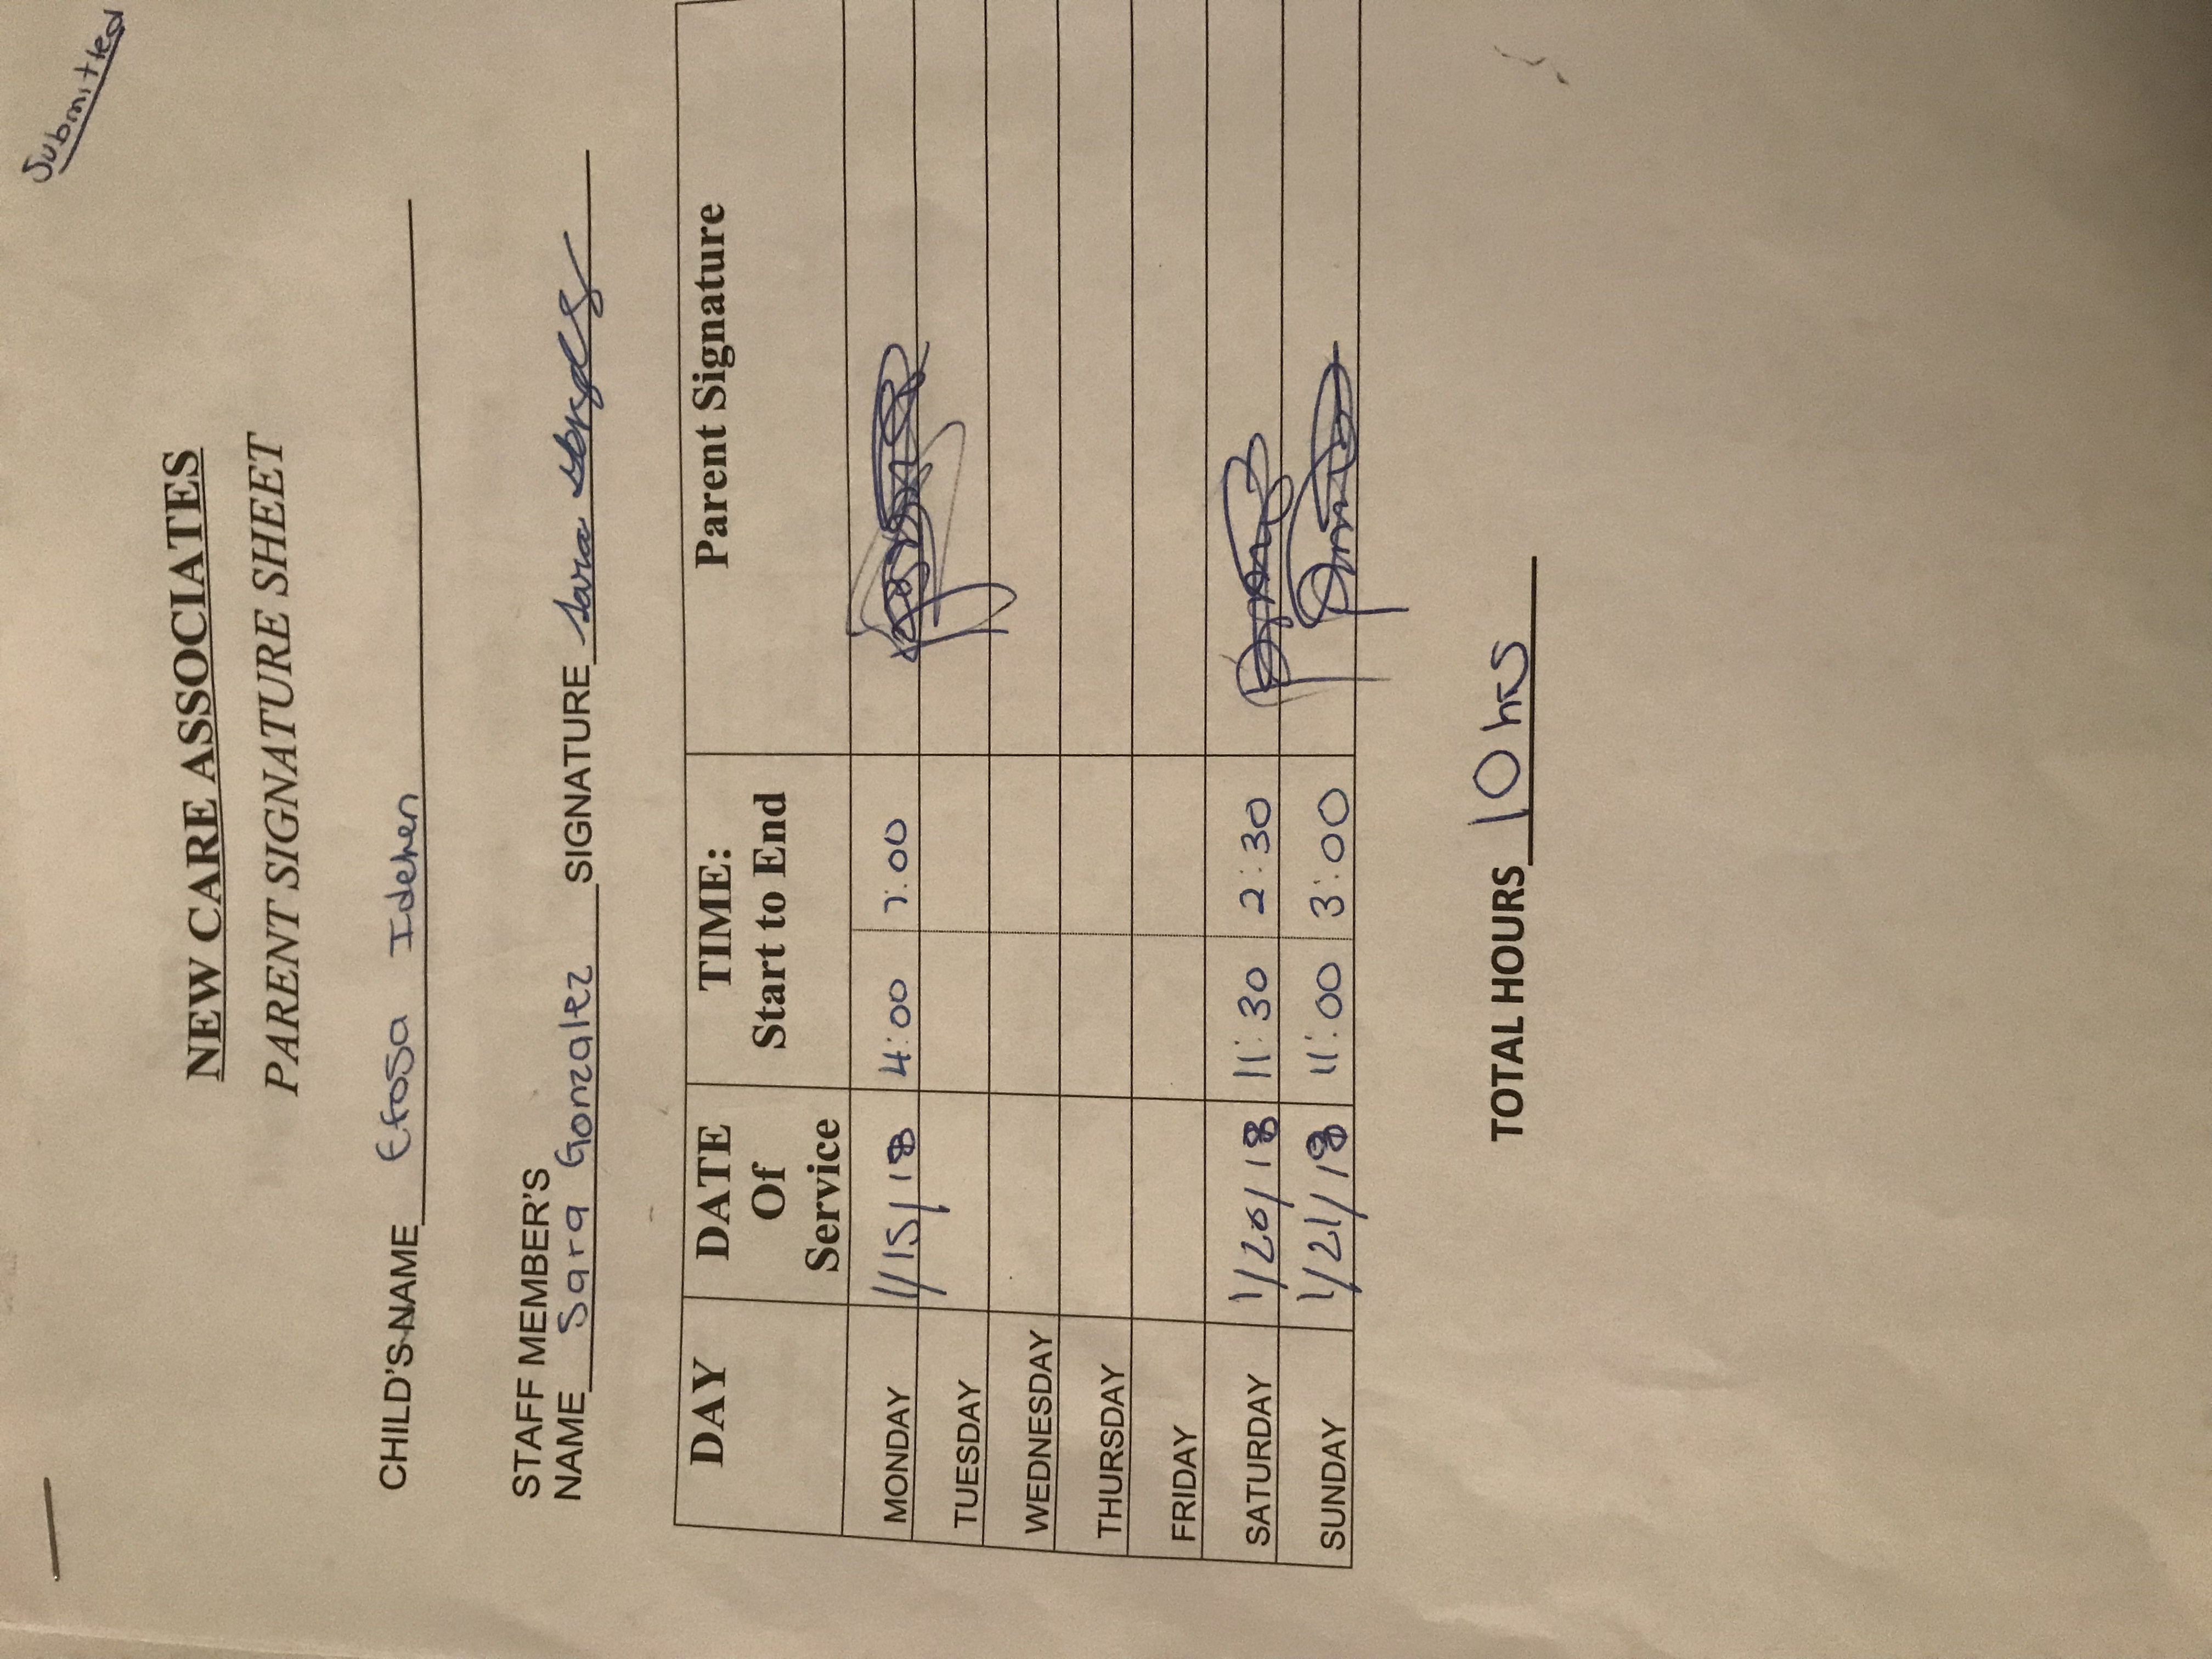 Submitted
NEW CARE ASSOCIATES
PARENT SIGNATURE SHEET
CHILD'S NAME Efosa Idehen
STAFF MEMBER'S
NAME Sara Gonzalez SIGNATURE Sara Gonzalez
DAY DATE Of Service TIME: Start to End Parent Signature
MONDAY 1/15/18 4:00 7:00
TUESDAY
WEDNESDAY
THURSDAY
FRIDAY
SATURDAY 1/20/18 11:30 2:30
SUNDAY 1/21/18 11:00 3:00
TOTAL HOURS 10 hrs